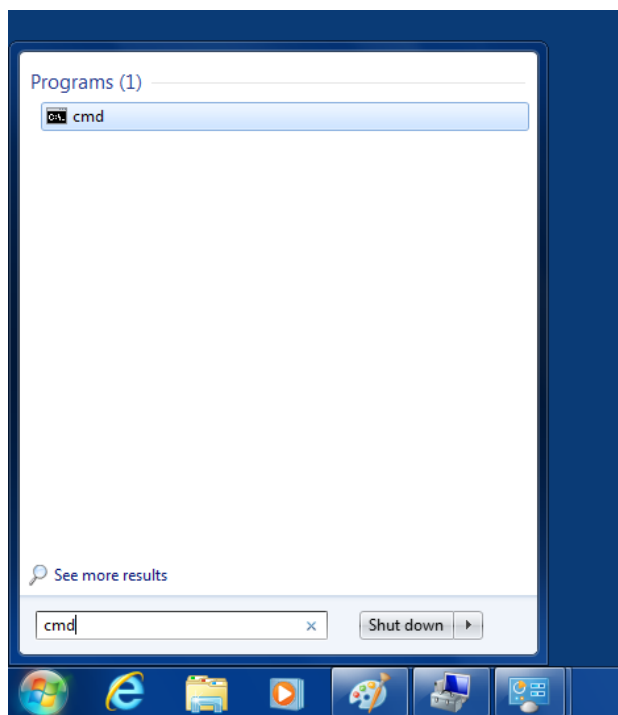 Programs (1)
C:\.
cmd
See more results
cmd
Shut down